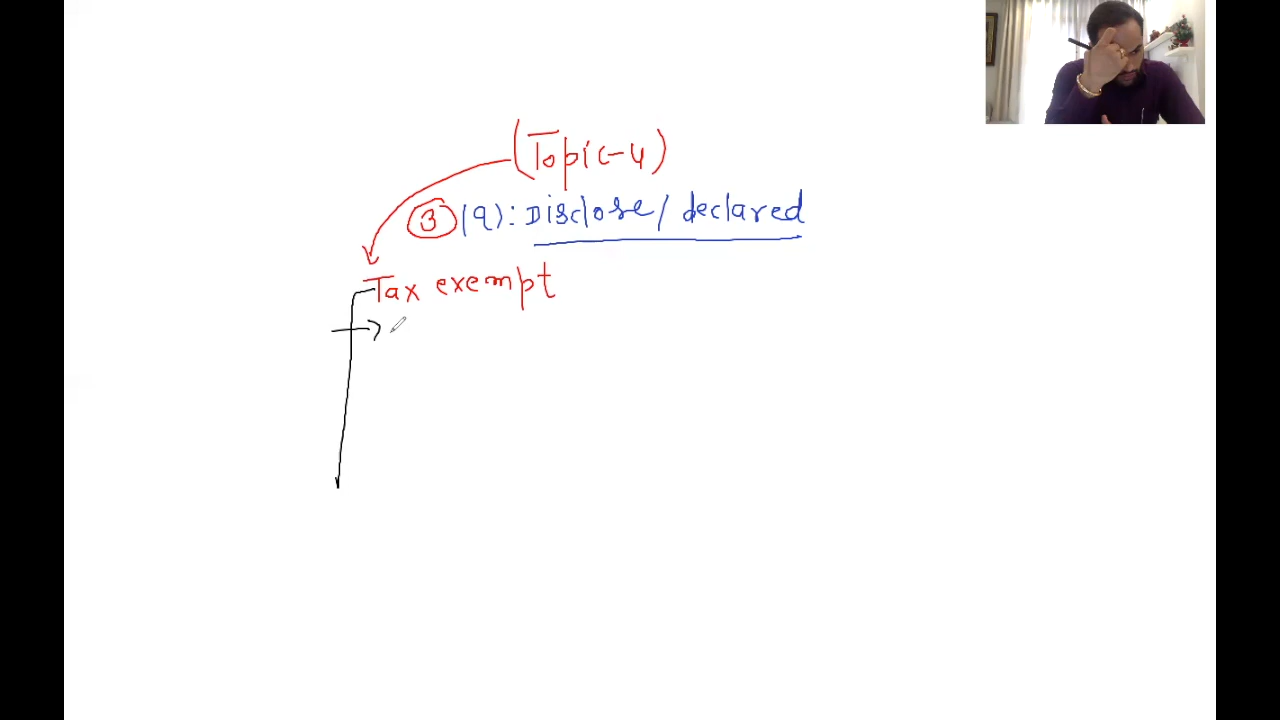 (Topic-4)
3 (9): Disclose/ declared
Tax exempt